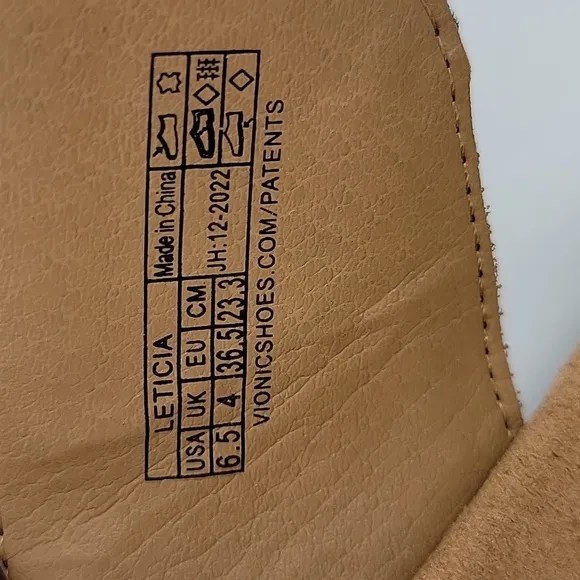 LETICIA Made in China
USA UK EU CM JH:12-2022
6.5 4 36.5 23.3
VIONICSHOES.COM/PATENTS